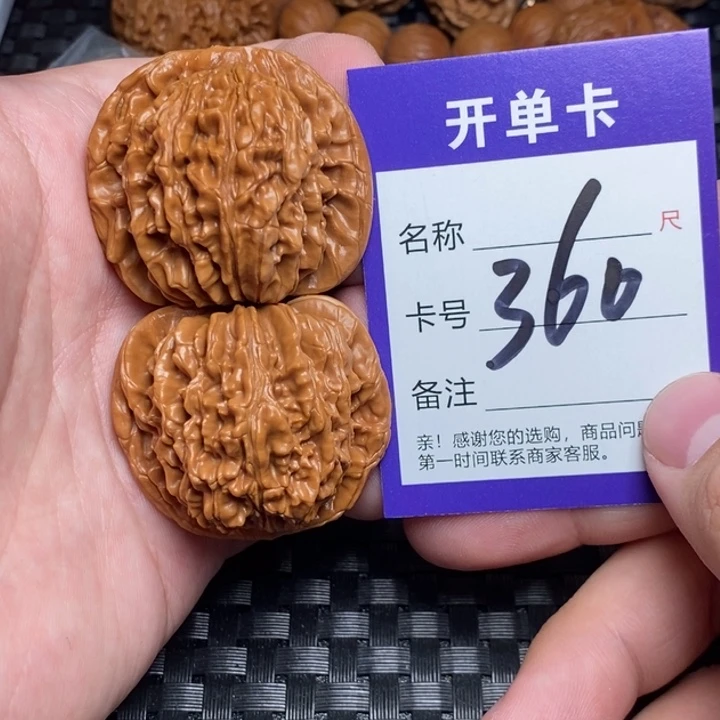 开单卡
名称 尺
卡号 360
备注
亲！感谢您的选购，商品问
第一时间联系商家客服。